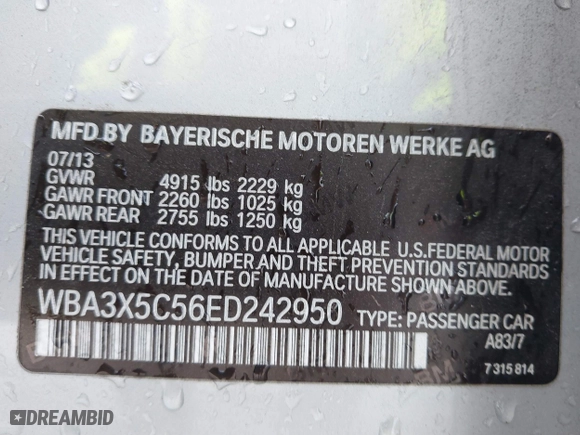 MFD BY BAYERISCHE MOTOREN WERKE AG
07/13
GVWR 4915 lbs 2229 kg
GAWR FRONT 2260 lbs 1025 kg
GAWR REAR 2755 lbs 1250 kg
THIS VEHICLE CONFORMS TO ALL APPLICABLE U.S.FEDERAL MOTOR
VEHICLE SAFETY, BUMPER AND THEFT PREVENTION
STANDARDS IN EFFECT ON THE DATE OF MANUFACTURE SHOWN ABOVE.
WBA3X5C56ED242950 TYPE: PASSENGER CAR
A83/7
7 315 814
DREAMBID